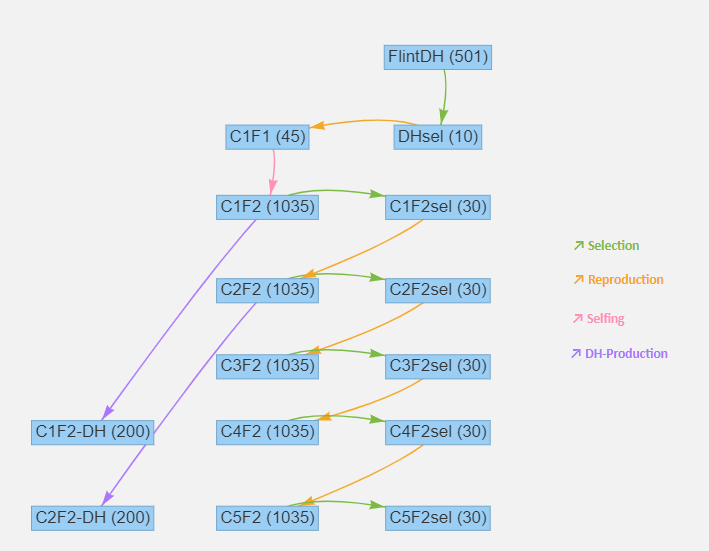 FlintDH (501)
C1F1 (45)
DHsel (10)
C1F2 (1035)
C1F2sel (30)
Selection
Reproduction
C2F2 (1035)
C2F2sel (30)
Selfing
DH-Production
C3F2 (1035)
C3F2sel (30)
C1F2-DH (200)
C4F2 (1035)
C4F2sel (30)
C2F2-DH (200)
C5F2 (1035)
C5F2sel (30)